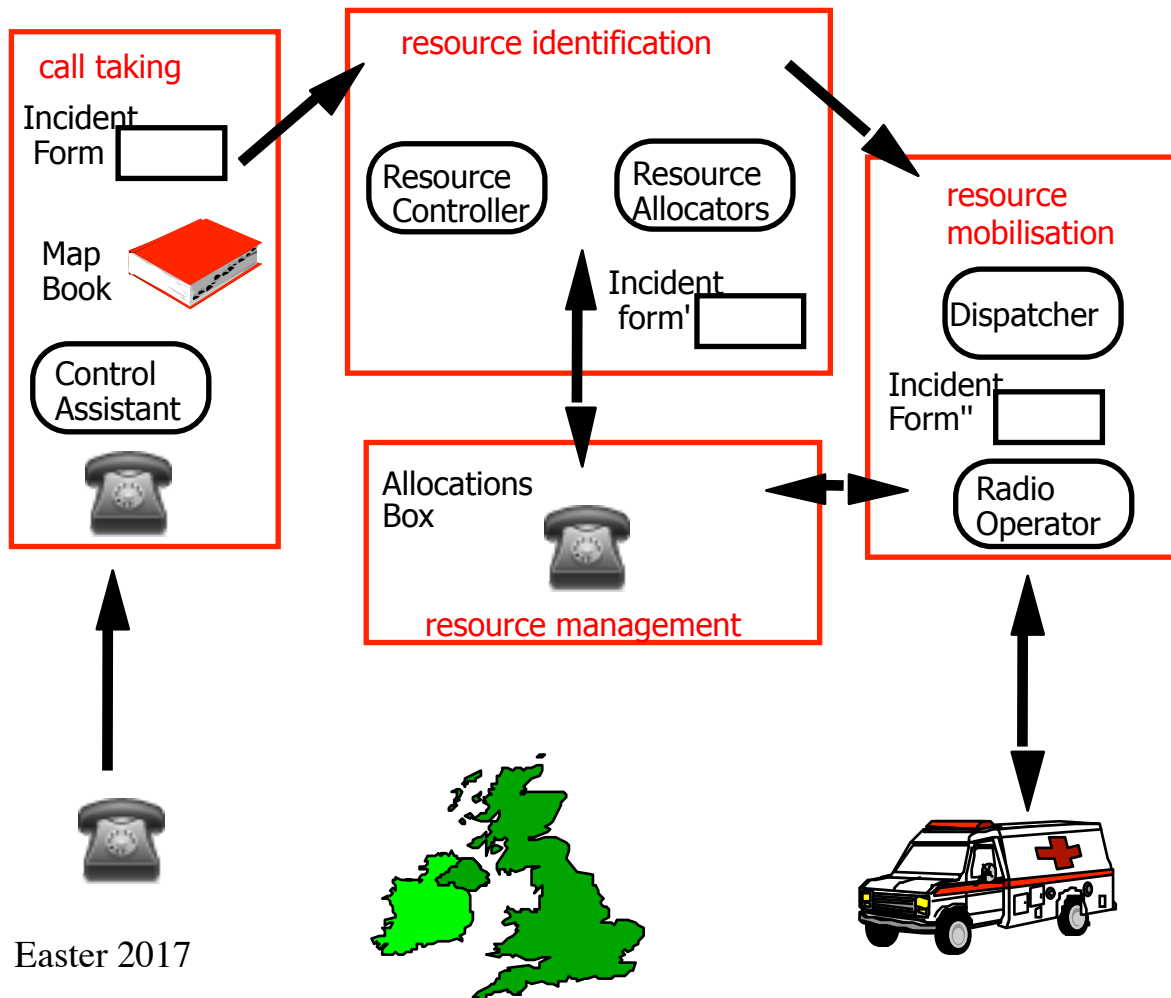 call taking
Incident
Form
Map
Book
Control
Assistant
resource identification
Resource
Controller
Resource
Allocators
Incident
form'
resource
mobilisation
Dispatcher
Incident
Form"
Radio
Operator
Allocations
Box
resource management
Easter 2017